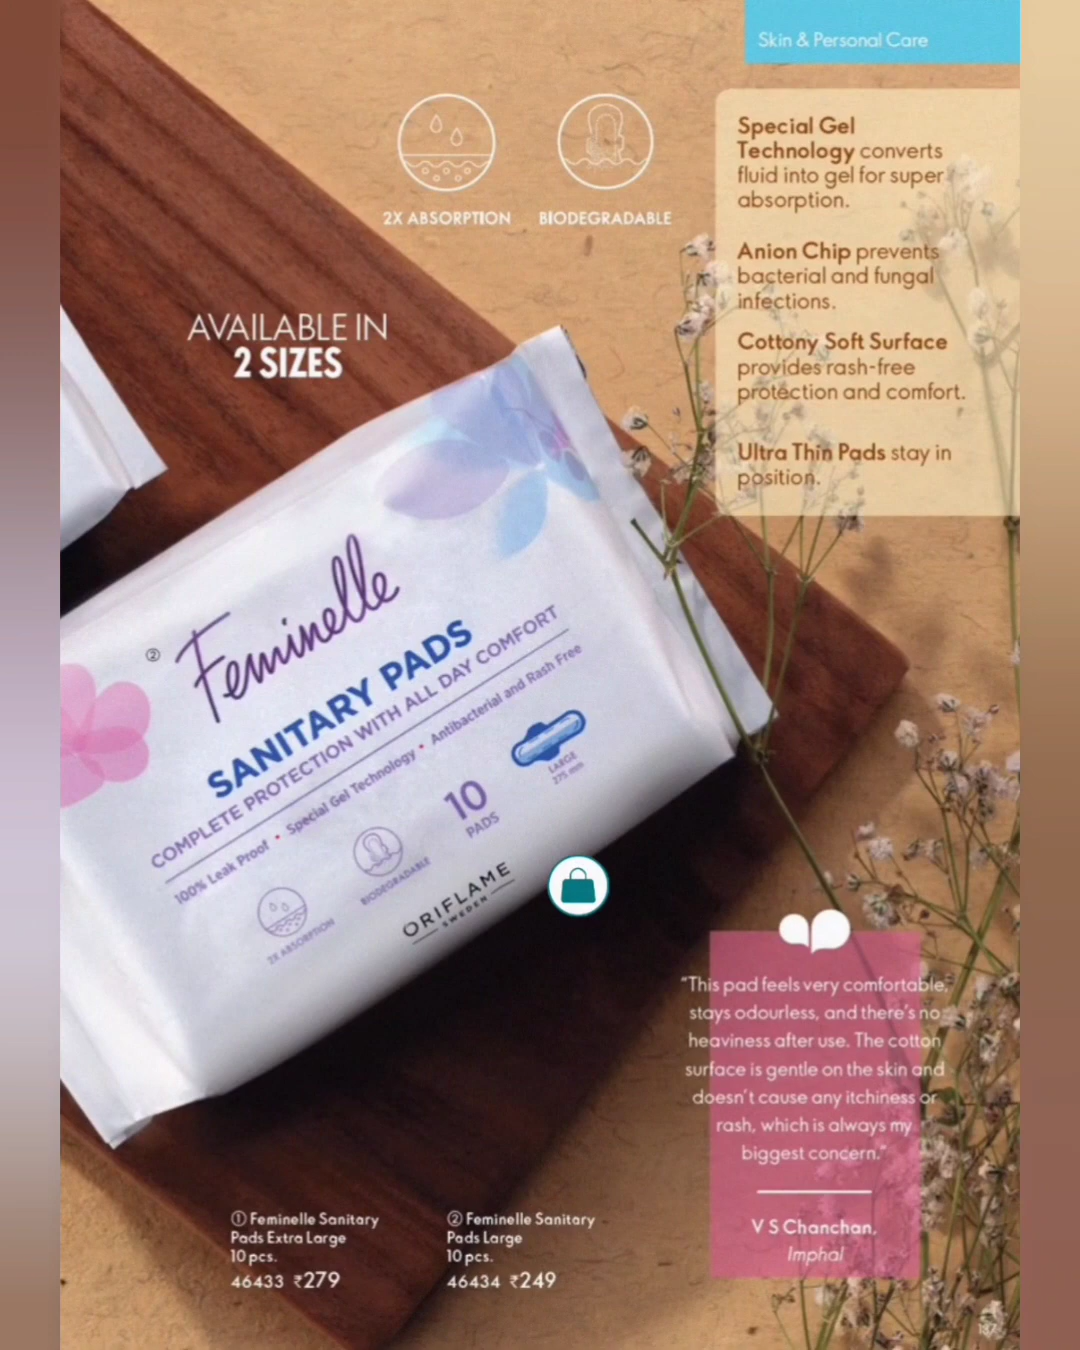 Skin & Personal Care
2X ABSORPTION
BIODEGRADABLE
Special Gel
Technology converts
fluid into gel for super
absorption.
Anion Chip prevents
bacterial and fungal
infections.
Cottony Soft Surface
provides rash-free
protection and comfort.
Ultra Thin Pads stay in
position.
AVAILABLE IN
2 SIZES
②
Feminelle
SANITARY PADS
COMPLETE PROTECTION WITH ALL DAY COMFORT
100% Leak Proof • Special Gel Technology • Antibacterial and Rash Free
2X ABSORPTION
BIODEGRADABLE
10
PADS
LARGE
275 mm
ORIFLAME
SWEDEN
"This pad feels very comfortable,
stays odourless, and there's no
heaviness after use. The cotton
surface is gentle on the skin and
doesn't cause any itchiness or
rash, which is always my
biggest concern."
V S Chanchan,
Imphal
① Feminelle Sanitary
Pads Extra Large
10 pcs.
46433 ₹279
② Feminelle Sanitary
Pads Large
10 pcs.
46434 ₹249